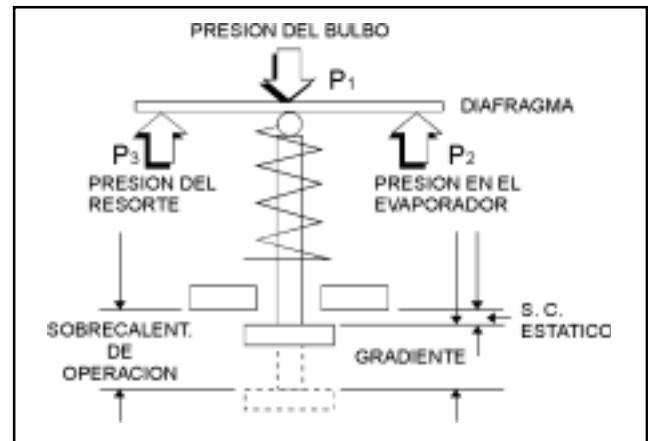 PRESION DEL BULBO
P1
DIAFRAGMA
P3
P2
PRESION DEL
RESORTE
PRESION EN EL
EVAPORADOR
S. C.
ESTATICO
SOBRECALENT.
DE
OPERACION
GRADIENTE